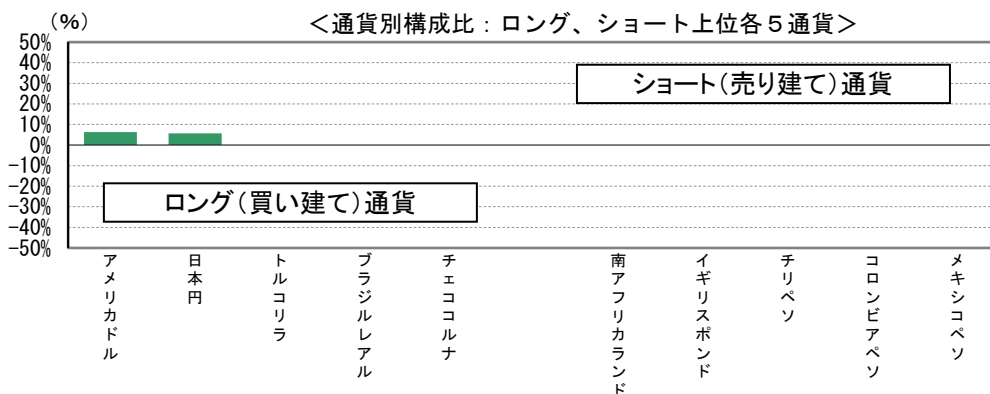 （％）
＜通貨別構成比：ロング、ショート上位各５通貨＞
50%
40%
30%
20%
10%
0%
-10%
-20%
-30%
-40%
-50%
ショート（売り建て）通貨
ロング（買い建て）通貨
アメリカドル
日本円
トルコリラ
ブラジルレアル
チェココルナ
南アフリカランド
イギリスポンド
チリペソ
コロンビアペソ
メキシコペソ